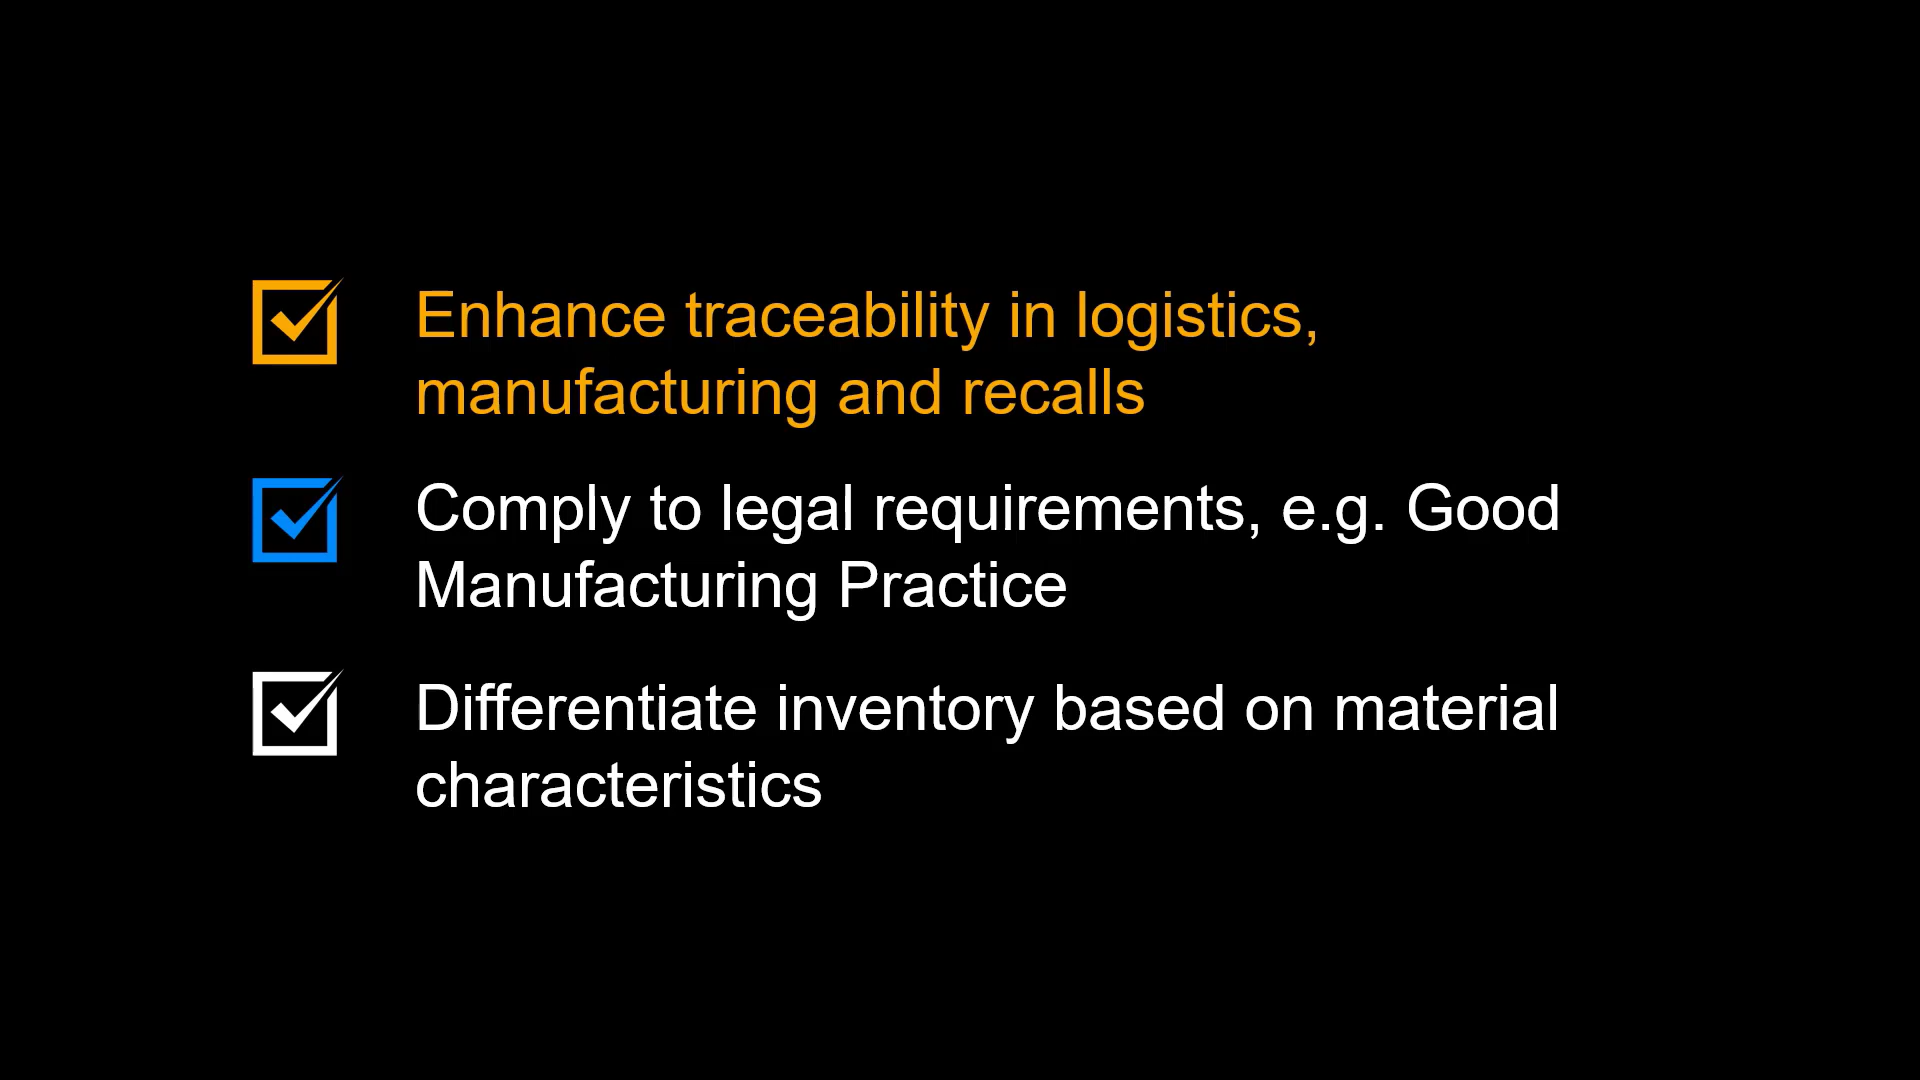 Enhance traceability in logistics,
manufacturing and recalls
Comply to legal requirements, e.g. Good
Manufacturing Practice
Differentiate inventory based on material
characteristics